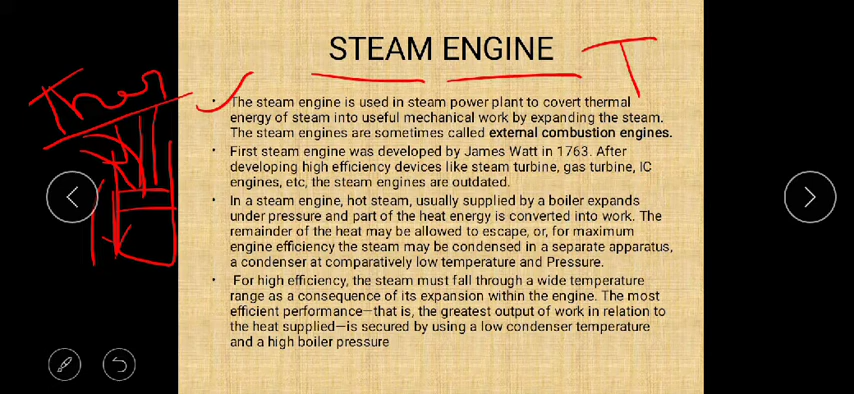 STEAM ENGINE
T
Ther
• The steam engine is used in steam power plant to covert thermal
energy of steam into useful mechanical work by expanding the steam.
The steam engines are sometimes called external combustion engines.
• First steam engine was developed by James Watt in 1763. After
developing high efficiency devices like steam turbine, gas turbine, IC
engines, etc, the steam engines are outdated.
• In a steam engine, hot steam, usually supplied by a boiler expands
under pressure and part of the heat energy is converted into work. The
remainder of the heat may be allowed to escape, or, for maximum
engine efficiency the steam may be condensed in a separate apparatus,
a condenser at comparatively low temperature and Pressure.
• For high efficiency, the steam must fall through a wide temperature
range as a consequence of its expansion within the engine. The most
efficient performance—that is, the greatest output of work in relation to
the heat supplied—is secured by using a low condenser temperature
and a high boiler pressure